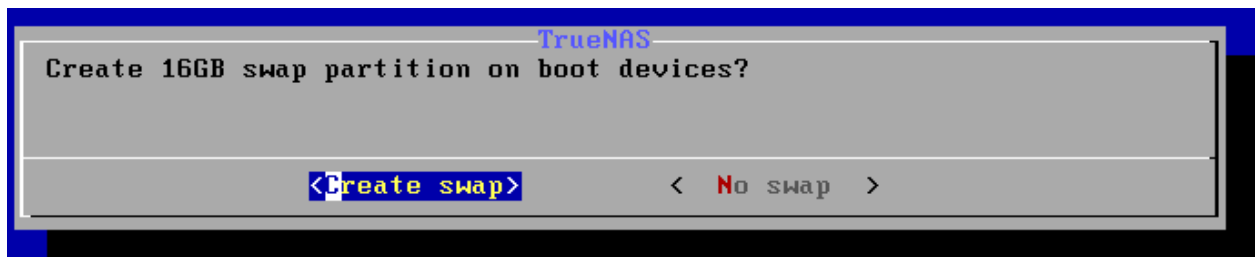 TrueNAS
Create 16GB swap partition on boot devices?
<Create swap> < No swap >